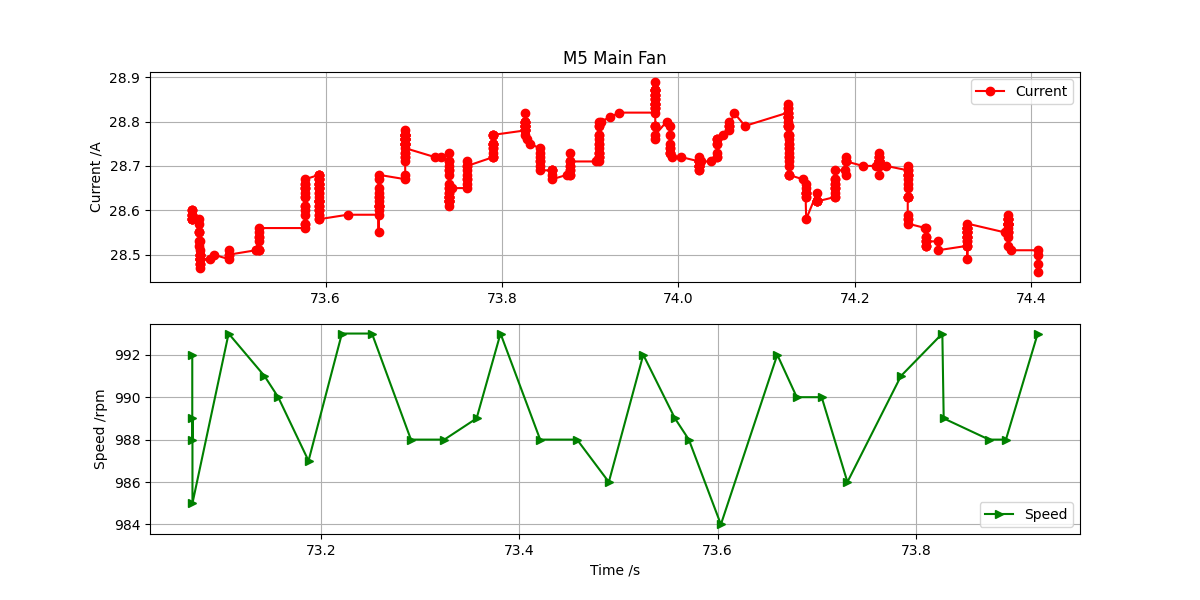 M5 Main Fan
28.9
28.8
28.7
28.6
28.5
Current /A
Current
73.6 73.8 74.0 74.2 74.4
992
990
988
986
984
Speed /rpm
Speed
73.2 73.4 73.6 73.8
Time /s